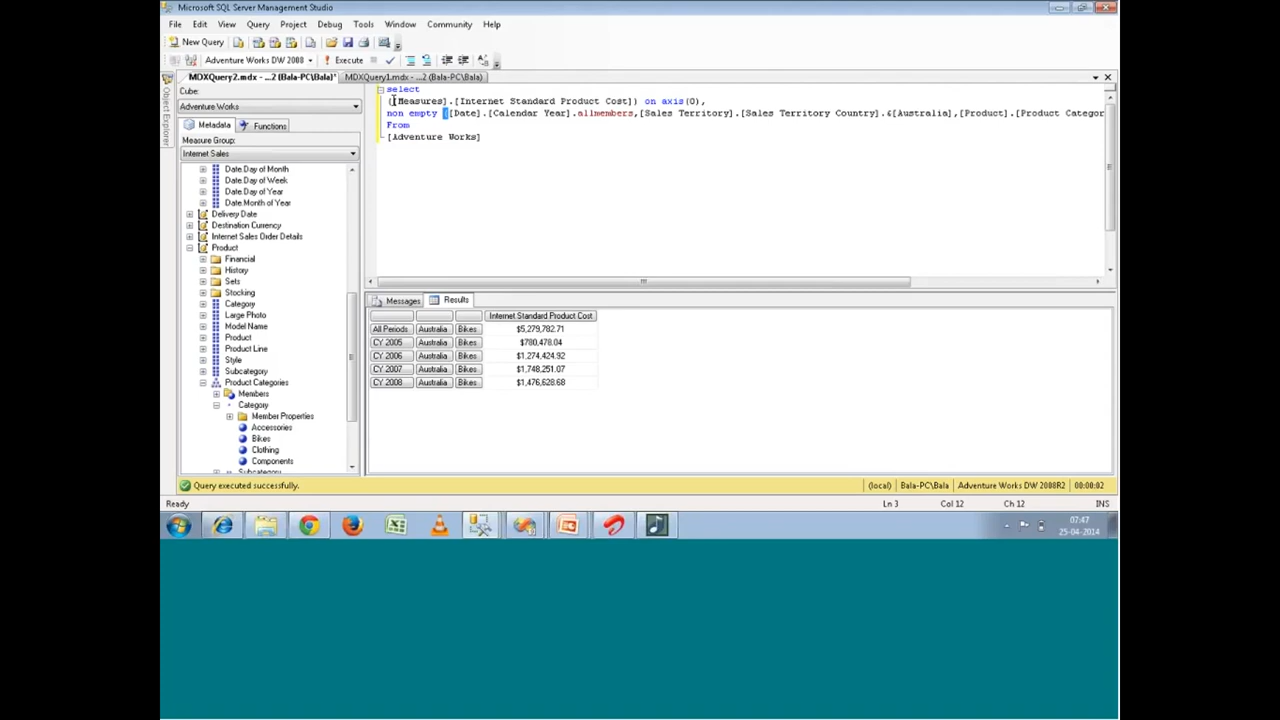 Microsoft SQL Server Management Studio
File Edit View Query Project Debug Tools Window Community Help
New Query
Adventure Works DW 2008 Execute
MDXQuery2.mdx - ...2 (Bala-PC\Bala)* MDXQuery1.mdx - ...2 (Bala-PC\Bala)
Object Explorer
Cube:
Adventure Works
Metadata Functions
Measure Group:
Internet Sales
Date.Day of Month
Date.Day of Week
Date.Day of Year
Date.Month of Year
Delivery Date
Destination Currency
Internet Sales Order Details
Product
Financial
History
Sets
Stocking
Category
Large Photo
Model Name
Product
Product Line
Style
Subcategory
Product Categories
Members
Category
Member Properties
Accessories
Bikes
Clothing
Components
Subcategory
select
([Measures].[Internet Standard Product Cost]) on axis(0),
non empty ([Date].[Calendar Year].allmembers,[Sales Territory].[Sales Territory Country].&[Australia],[Product].[Product Categor
From
[Adventure Works]
Messages Results
Internet Standard Product Cost
All Periods Australia Bikes $5,279,782.71
CY 2005 Australia Bikes $780,478.04
CY 2006 Australia Bikes $1,274,424.92
CY 2007 Australia Bikes $1,748,251.07
CY 2008 Australia Bikes $1,476,628.68
Query executed successfully. (local) Bala-PC\Bala Adventure Works DW 2008R2 00:00:02
Ready Ln 3 Col 12 Ch 12 INS
07:47
25-04-2014